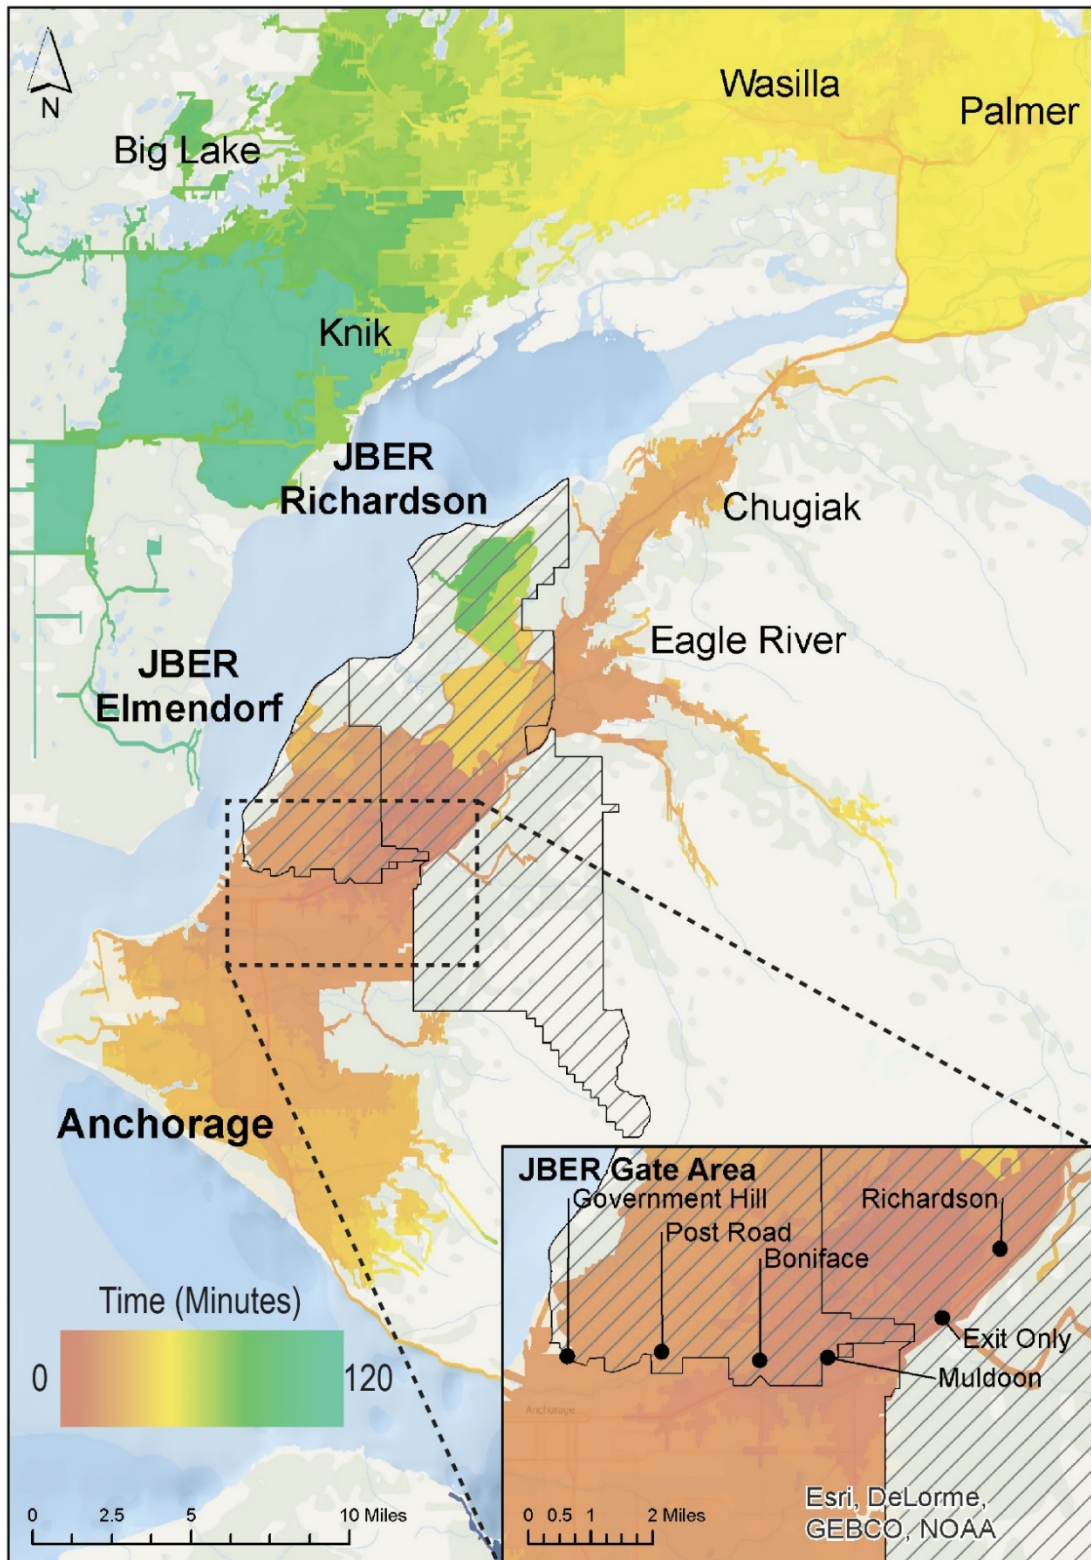 N
Wasilla
Palmer
Big Lake
Knik
JBER
Richardson
Chugiak
Eagle River
JBER
Elmendorf
Anchorage
Time (Minutes)
0
120
0 2.5 5 10 Miles
JBER Gate Area
Government Hill
Richardson
Post Road
Boniface
Exit Only
Muldoon
Anchorage
0 0.5 1 2 Miles
Esri, DeLorme,
GEBCO, NOAA